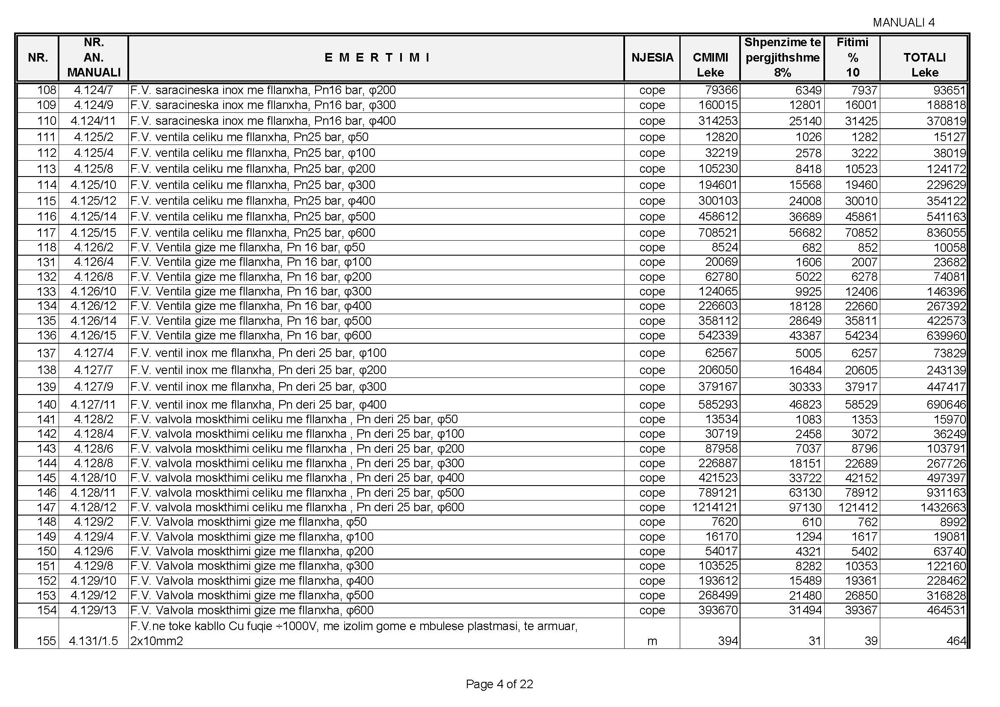 MANUALI 4
NR. NR. AN. MANUALI E M E R T I M I NJESIA CMIMI Leke Shpenzime te pergjithshme 8% Fitimi % 10 TOTALI Leke
108 4.124/7 F.V. saracineska inox me fllanxha, Pn16 bar, φ200 cope 79366 6349 7937 93651
109 4.124/9 F.V. saracineska inox me fllanxha, Pn16 bar, φ300 cope 160015 12801 16001 188818
110 4.124/11 F.V. saracineska inox me fllanxha, Pn16 bar, φ400 cope 314253 25140 31425 370819
111 4.125/2 F.V. ventila celiku me fllanxha, Pn25 bar, φ50 cope 12820 1026 1282 15127
112 4.125/4 F.V. ventila celiku me fllanxha, Pn25 bar, φ100 cope 32219 2578 3222 38019
113 4.125/8 F.V. ventila celiku me fllanxha, Pn25 bar, φ200 cope 105230 8418 10523 124172
114 4.125/10 F.V. ventila celiku me fllanxha, Pn25 bar, φ300 cope 194601 15568 19460 229629
115 4.125/12 F.V. ventila celiku me fllanxha, Pn25 bar, φ400 cope 300103 24008 30010 354122
116 4.125/14 F.V. ventila celiku me fllanxha, Pn25 bar, φ500 cope 458612 36689 45861 541163
117 4.125/15 F.V. ventila celiku me fllanxha, Pn25 bar, φ600 cope 708521 56682 70852 836055
118 4.126/2 F.V. Ventila gize me fllanxha, Pn 16 bar, φ50 cope 8524 682 852 10058
131 4.126/4 F.V. Ventila gize me fllanxha, Pn 16 bar, φ100 cope 20069 1606 2007 23682
132 4.126/8 F.V. Ventila gize me fllanxha, Pn 16 bar, φ200 cope 62780 5022 6278 74081
133 4.126/10 F.V. Ventila gize me fllanxha, Pn 16 bar, φ300 cope 124065 9925 12406 146396
134 4.126/12 F.V. Ventila gize me fllanxha, Pn 16 bar, φ400 cope 226603 18128 22660 267392
135 4.126/14 F.V. Ventila gize me fllanxha, Pn 16 bar, φ500 cope 358112 28649 35811 422573
136 4.126/15 F.V. Ventila gize me fllanxha, Pn 16 bar, φ600 cope 542339 43387 54234 639960
137 4.127/4 F.V. ventil inox me fllanxha, Pn deri 25 bar, φ100 cope 62567 5005 6257 73829
138 4.127/7 F.V. ventil inox me fllanxha, Pn deri 25 bar, φ200 cope 206050 16484 20605 243139
139 4.127/9 F.V. ventil inox me fllanxha, Pn deri 25 bar, φ300 cope 379167 30333 37917 447417
140 4.127/11 F.V. ventil inox me fllanxha, Pn deri 25 bar, φ400 cope 585293 46823 58529 690646
141 4.128/2 F.V. valvola moskthimi celiku me fllanxha , Pn deri 25 bar, φ50 cope 13534 1083 1353 15970
142 4.128/4 F.V. valvola moskthimi celiku me fllanxha , Pn deri 25 bar, φ100 cope 30719 2458 3072 36249
143 4.128/6 F.V. valvola moskthimi celiku me fllanxha , Pn deri 25 bar, φ200 cope 87958 7037 8796 103791
144 4.128/8 F.V. valvola moskthimi celiku me fllanxha , Pn deri 25 bar, φ300 cope 226887 18151 22689 267726
145 4.128/10 F.V. valvola moskthimi celiku me fllanxha , Pn deri 25 bar, φ400 cope 421523 33722 42152 497397
146 4.128/11 F.V. valvola moskthimi celiku me fllanxha , Pn deri 25 bar, φ500 cope 789121 63130 78912 931163
147 4.128/12 F.V. valvola moskthimi celiku me fllanxha , Pn deri 25 bar, φ600 cope 1214121 97130 121412 1432663
148 4.129/2 F.V. Valvola moskthimi gize me fllanxha, φ50 cope 7620 610 762 8992
149 4.129/4 F.V. Valvola moskthimi gize me fllanxha, φ100 cope 16170 1294 1617 19081
150 4.129/6 F.V. Valvola moskthimi gize me fllanxha, φ200 cope 54017 4321 5402 63740
151 4.129/8 F.V. Valvola moskthimi gize me fllanxha, φ300 cope 103525 8282 10353 122160
152 4.129/10 F.V. Valvola moskthimi gize me fllanxha, φ400 cope 193612 15489 19361 228462
153 4.129/12 F.V. Valvola moskthimi gize me fllanxha, φ500 cope 268499 21480 26850 316828
154 4.129/13 F.V. Valvola moskthimi gize me fllanxha, φ600 cope 393670 31494 39367 464531
F.V.ne toke kabllo Cu fuqie ÷1000V, me izolim gome e mbulese plastmasi, te armuar,
155 4.131/1.5 2x10mm2 m 394 31 39 464
Page 4 of 22